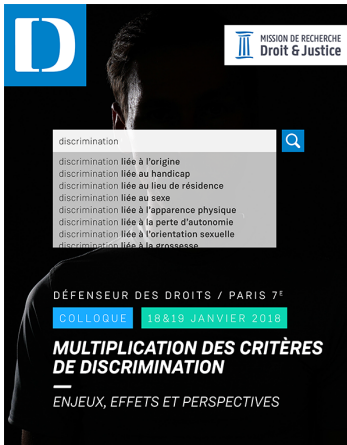 D
MISSION DE RECHERCHE
Droit & Justice
discrimination
discrimination liée à l'origine
discrimination liée au handicap
discrimination liée au lieu de résidence
discrimination liée au sexe
discrimination liée à l'apparence physique
discrimination liée à la perte d'autonomie
discrimination liée à l'orientation sexuelle
discrimination liée à la grossesse
DÉFENSEUR DES DROITS / PARIS 7E
COLLOQUE 18&19 JANVIER 2018
MULTIPLICATION DES CRITÈRES
DE DISCRIMINATION
ENJEUX, EFFETS ET PERSPECTIVES